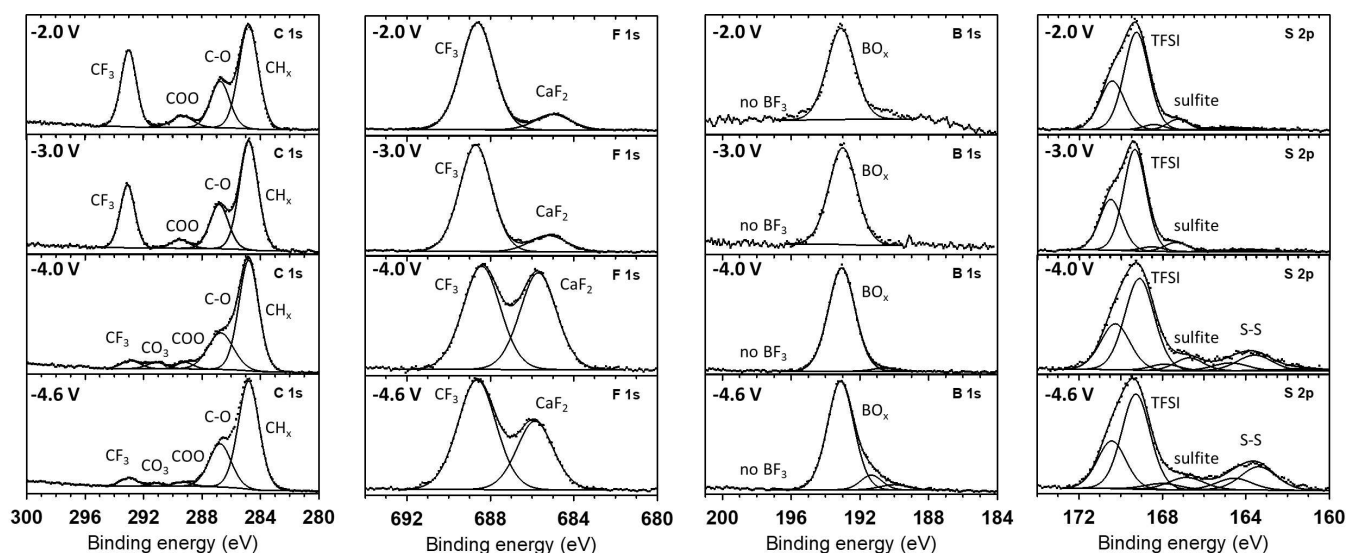 -2.0 V
C 1s
C-O
CF3
COO
CHx
-3.0 V
C 1s
C-O
CF3
COO
CHx
-4.0 V
C 1s
C-O
CF3
CO3
COO
CHx
-4.6 V
C 1s
C-O
CF3
CO3
COO
CHx
300 296 292 288 284 280
Binding energy (eV)
-2.0 V
F 1s
CF3
CaF2
-3.0 V
F 1s
CF3
CaF2
-4.0 V
F 1s
CF3
CaF2
-4.6 V
F 1s
CF3
CaF2
692 688 684 680
Binding energy (eV)
-2.0 V
B 1s
BOx
no BF3
-3.0 V
B 1s
BOx
no BF3
-4.0 V
B 1s
BOx
no BF3
-4.6 V
B 1s
BOx
no BF3
200 196 192 188 184
Binding energy (eV)
-2.0 V
TFSI
S 2p
sulfite
-3.0 V
TFSI
S 2p
sulfite
-4.0 V
TFSI
S 2p
sulfite
S-S
-4.6 V
TFSI
S 2p
sulfite
S-S
172 168 164 160
Binding energy (eV)